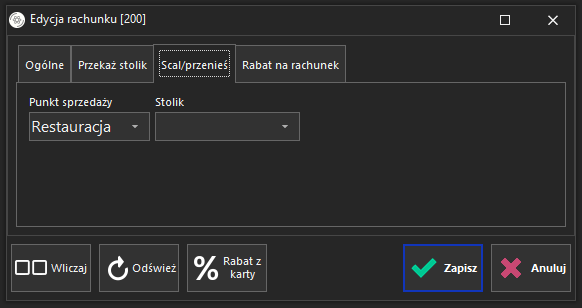 Edycja rachunku [200]
Ogólne Przekaż stolik Scal/przenieś Rabat na rachunek
Punkt sprzedaży Stolik
Restauracja
Wliczaj Odśwież % Rabat z karty Zapisz Anuluj